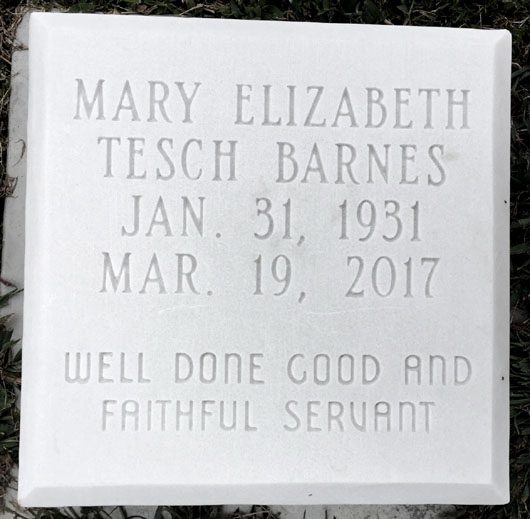 MARY ELIZABETH
TESCH BARNES
JAN. 31, 1931
MAR. 19, 2017
WELL DONE GOOD AND
FAITHFUL SERVANT